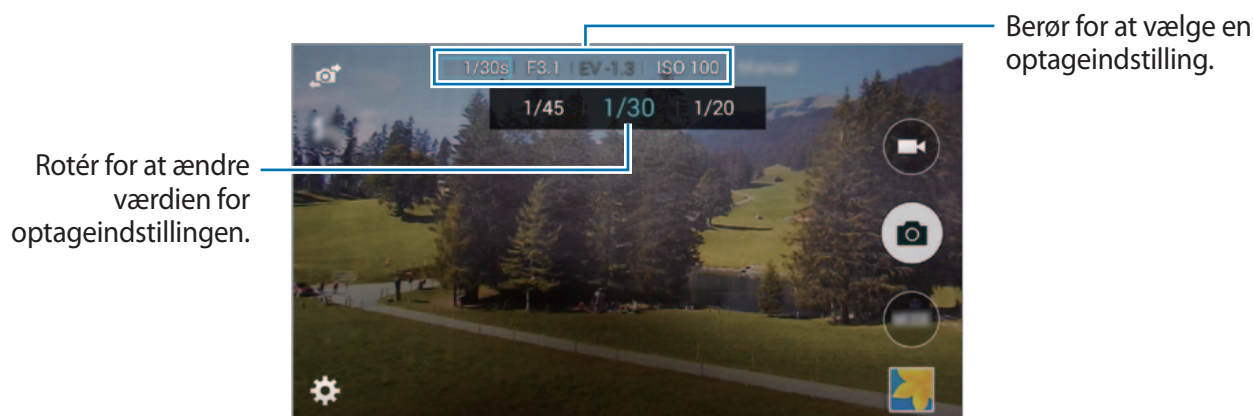 Berør for at vælge en
optageindstilling.
1/30s F3.1 EV -1.3 ISO 100 Manual
1/45 1/30 1/20
Rotér for at ændre
værdien for
optageindstillingen.